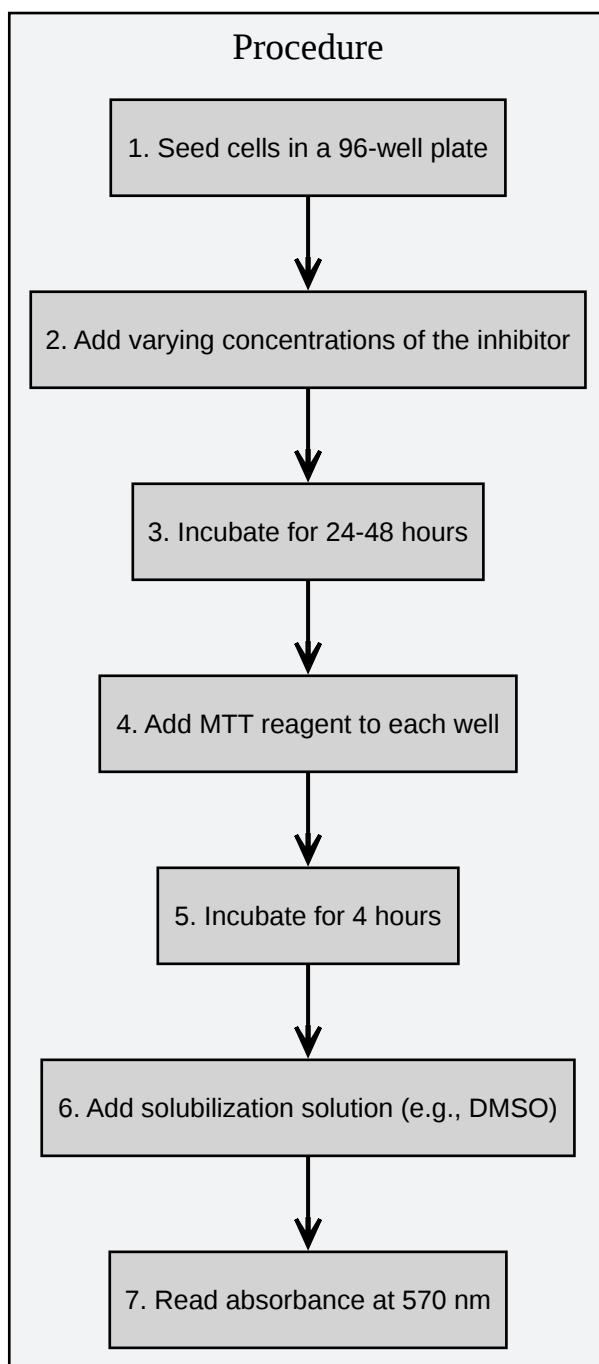 Procedure
1. Seed cells in a 96-well plate
2. Add varying concentrations of the inhibitor
3. Incubate for 24-48 hours
4. Add MTT reagent to each well
5. Incubate for 4 hours
6. Add solubilization solution (e.g., DMSO)
7. Read absorbance at 570 nm